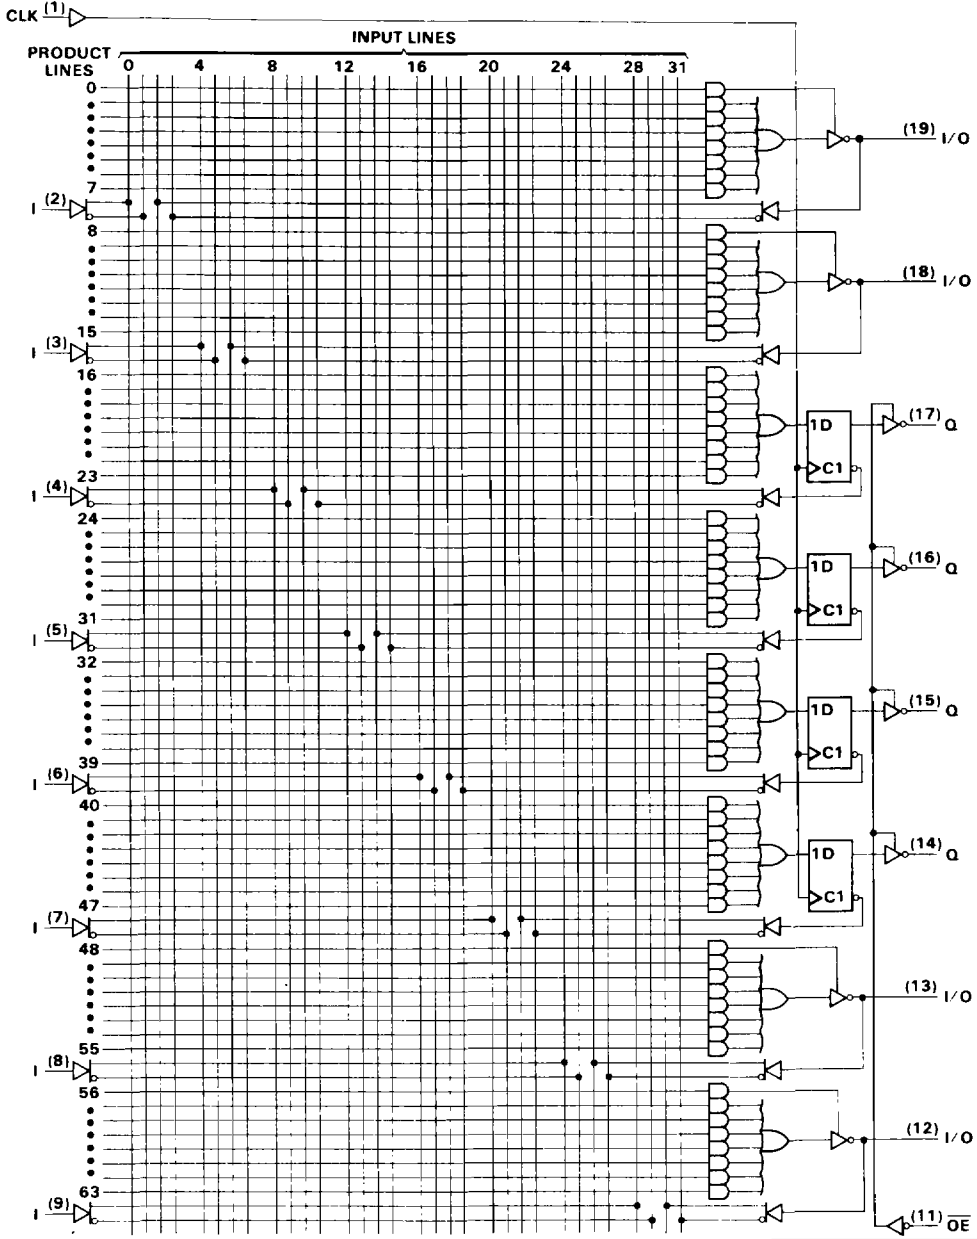 CLK (1)
INPUT LINES
PRODUCT
LINES
0 4 8 12 16 20 24 28 31
0
(19) I/O
7
I (2)
8
(18) I/O
15
I (3)
16
(17) Q
1D
C1
23
I (4)
24
(16) Q
1D
C1
31
I (5)
32
(15) Q
1D
C1
39
I (6)
40
(14) Q
1D
C1
47
I (7)
48
(13) I/O
55
I (8)
56
(12) I/O
63
I (9)
(11) OE